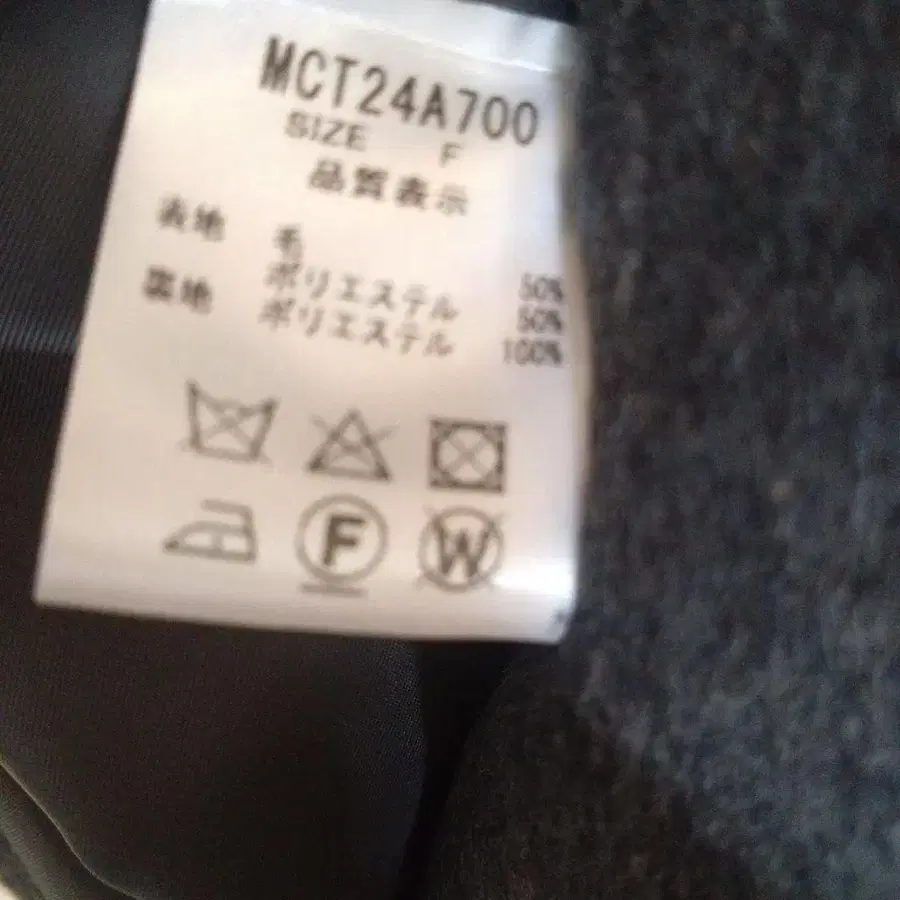 MCT24A700
SIZE F
品質表示
表地 毛 50%
ポリエステル 50%
裏地 ポリエステル 100%
F W